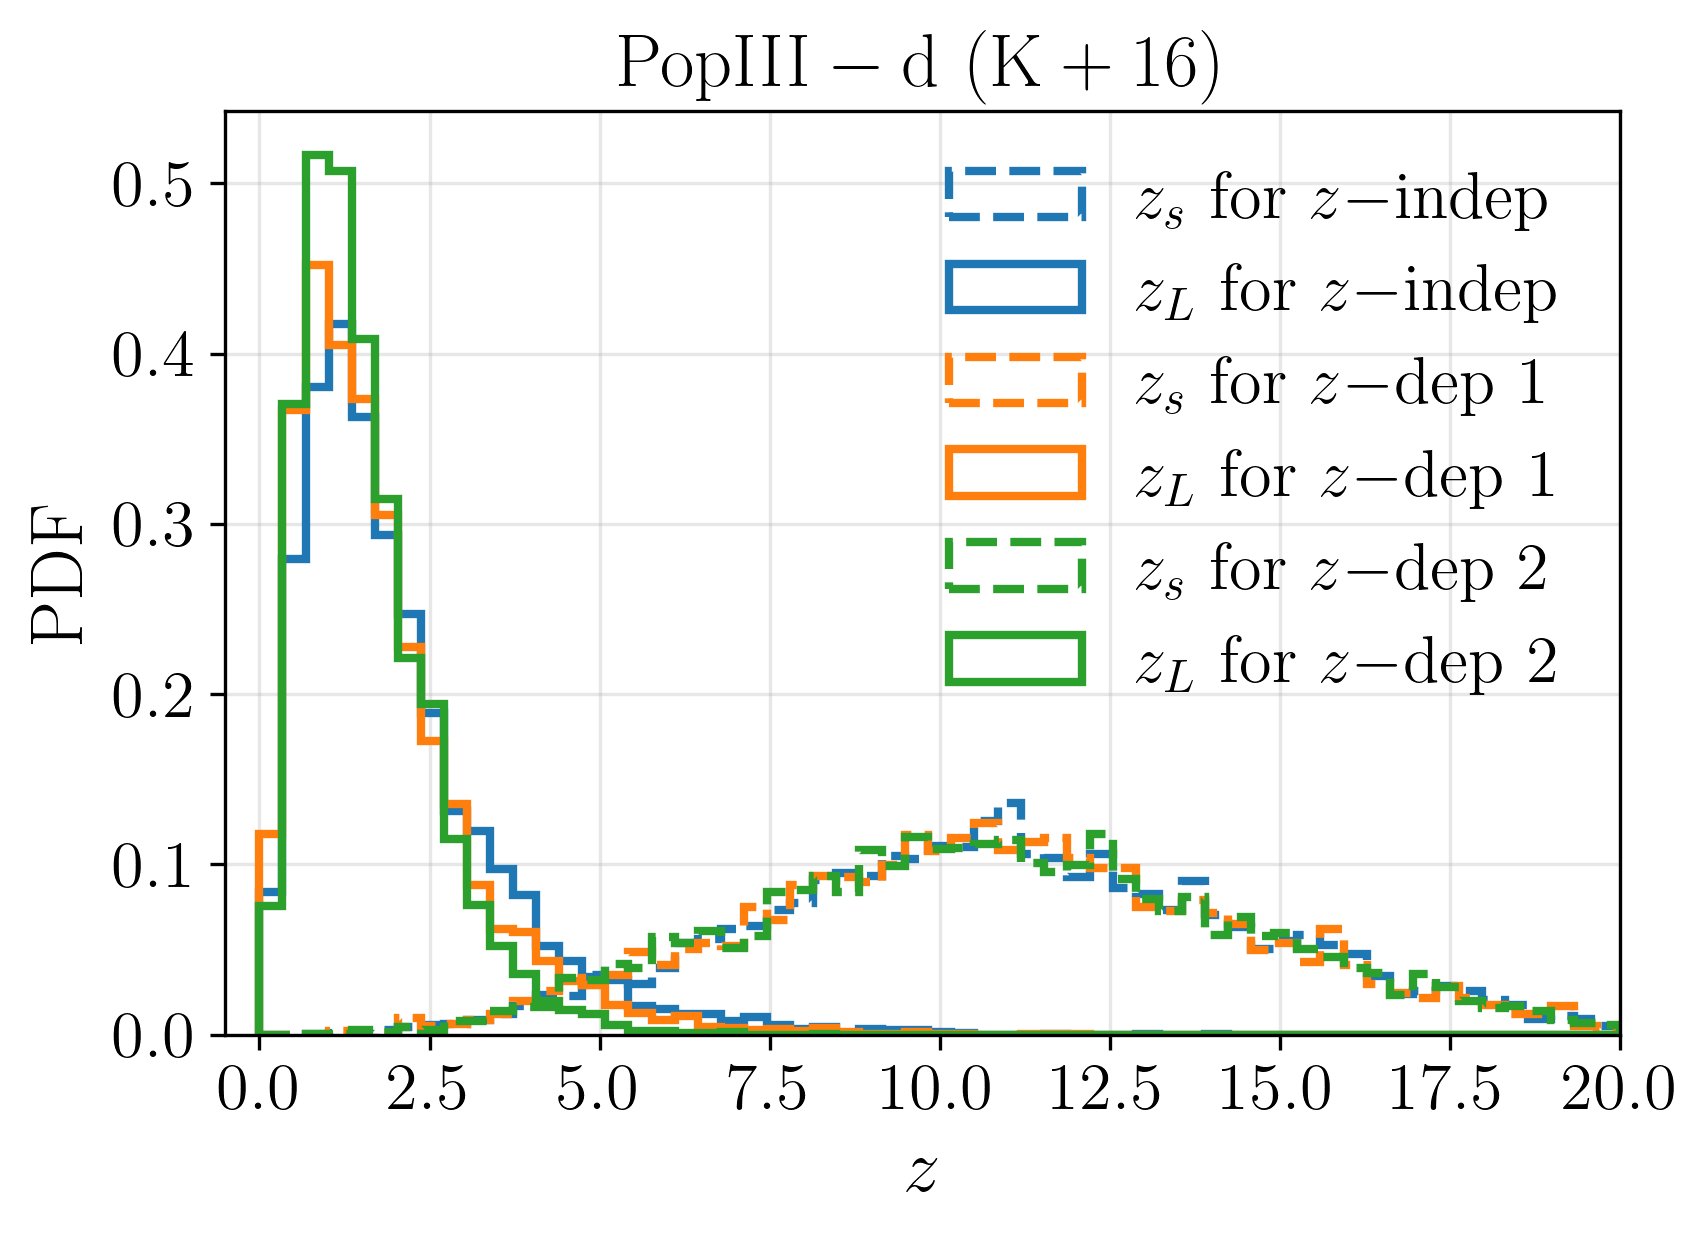 PopIII − d (K + 16)
PDF
0.5
0.4
0.3
0.2
0.1
0.0
z_s for z−indep
z_L for z−indep
z_s for z−dep 1
z_L for z−dep 1
z_s for z−dep 2
z_L for z−dep 2
0.0 2.5 5.0 7.5 10.0 12.5 15.0 17.5 20.0
z